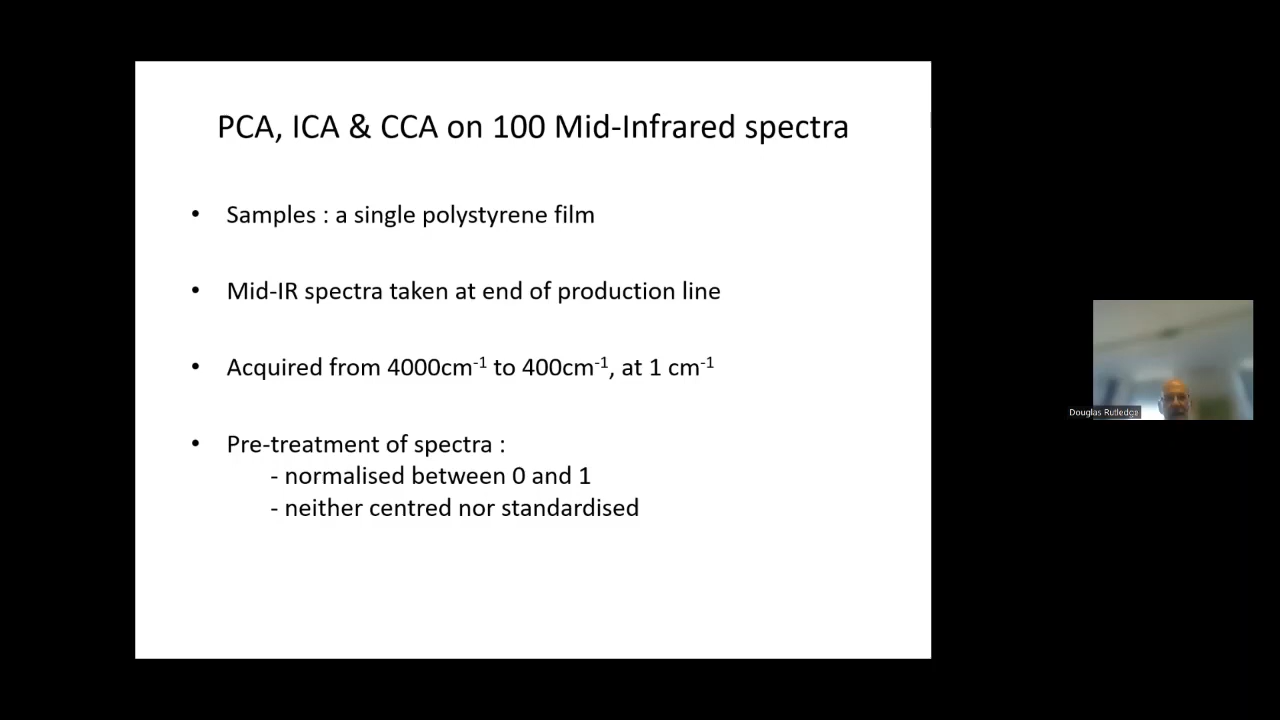 PCA, ICA & CCA on 100 Mid-Infrared spectra
• Samples : a single polystyrene film
• Mid-IR spectra taken at end of production line
• Acquired from 4000cm⁻¹ to 400cm⁻¹, at 1 cm⁻¹
• Pre-treatment of spectra :
- normalised between 0 and 1
- neither centred nor standardised
Douglas Rutledge